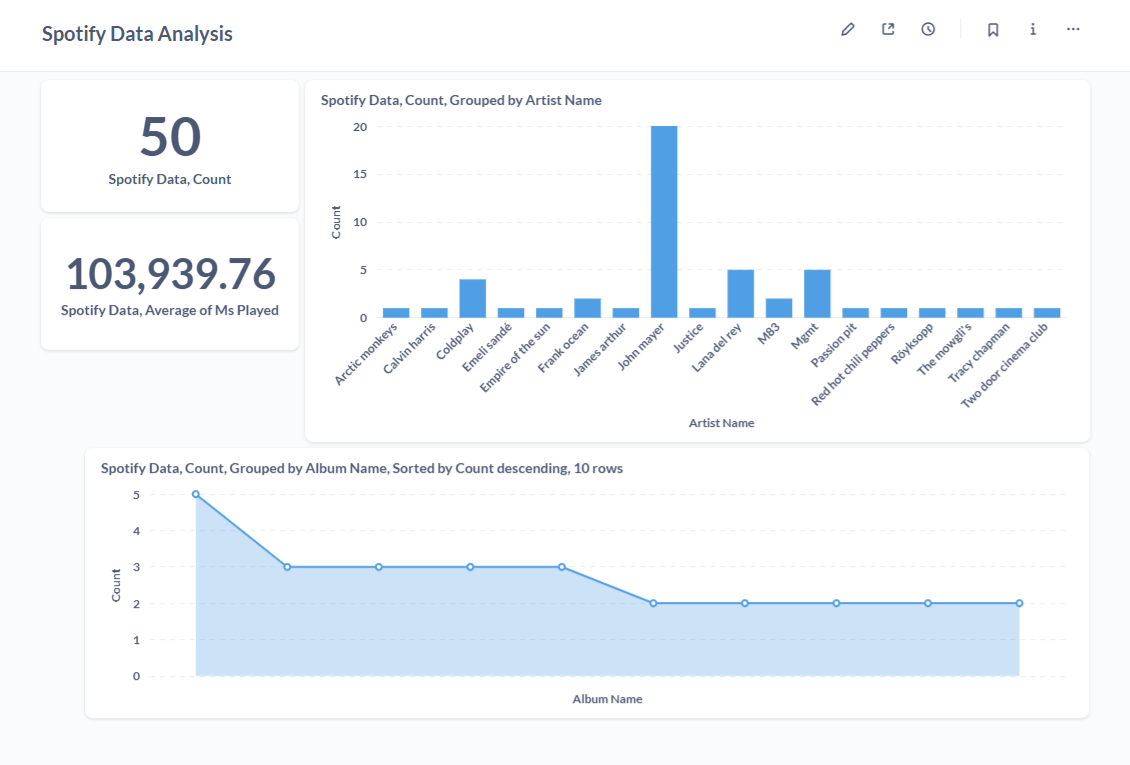 Spotify Data Analysis
50
Spotify Data, Count
103,939.76
Spotify Data, Average of Ms Played
Spotify Data, Count, Grouped by Artist Name
20
15
10
5
0
Count
Arctic monkeys
Calvin harris
Coldplay
Emeli sandé
Empire of the sun
Frank ocean
James arthur
John mayer
Justice
Lana del rey
M83
Mgmt
Passion pit
Red hot chili peppers
Röyksopp
The mowgli's
Tracy chapman
Two door cinema club
Artist Name
Spotify Data, Count, Grouped by Album Name, Sorted by Count descending, 10 rows
5
4
3
2
1
0
Count
Album Name